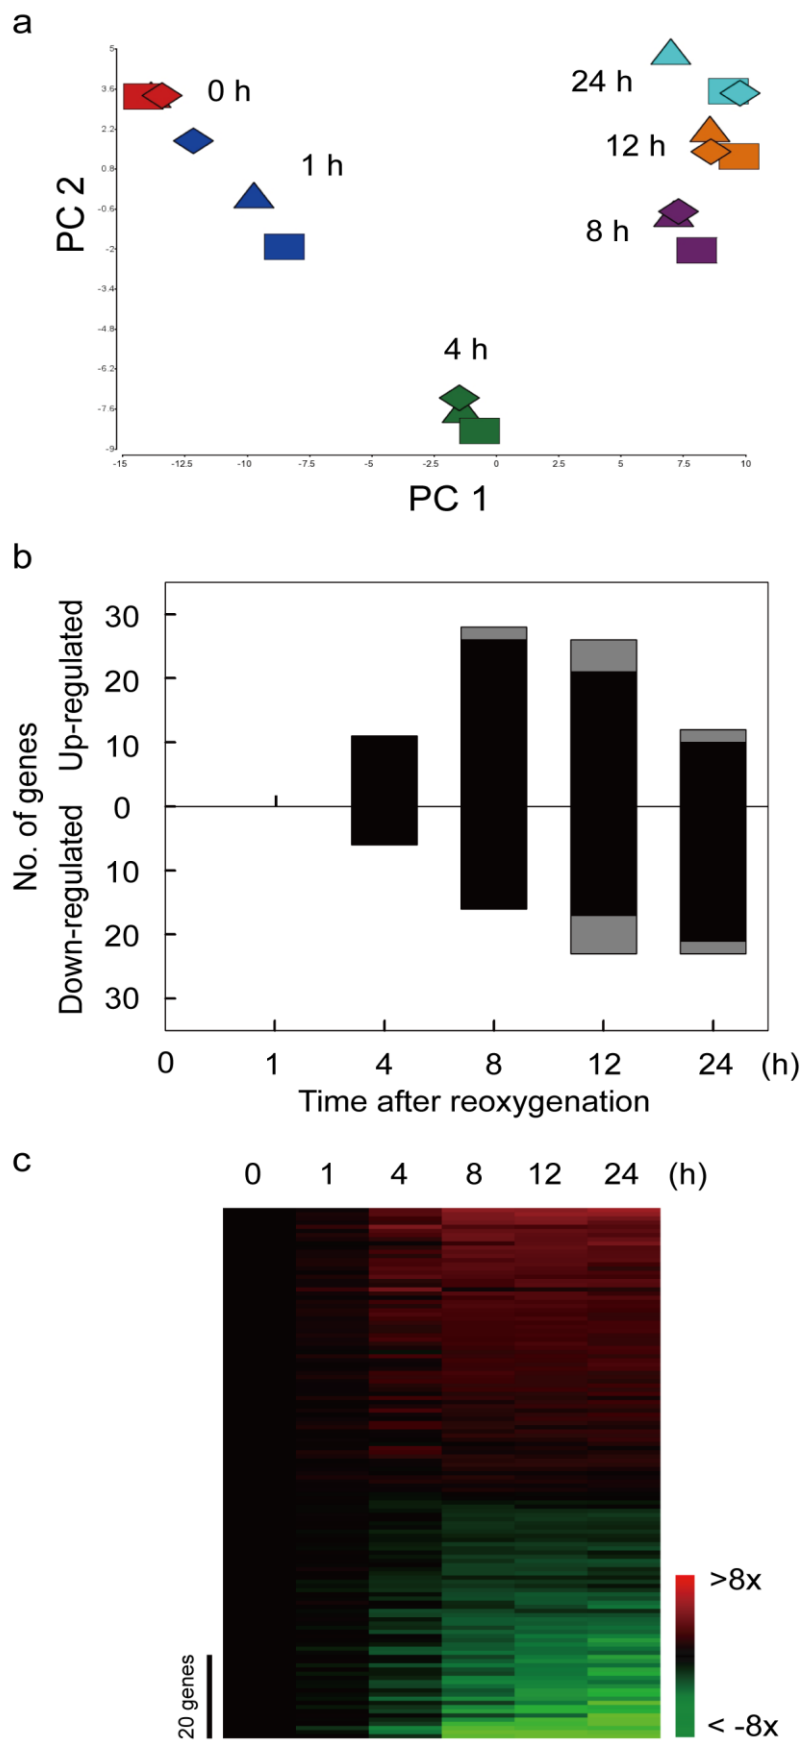 a
5
3.6
2.2
0.8
-0.6
-2
-3.4
-4.8
-6.2
-7.6
-9
PC 2
0 h
1 h
4 h
8 h
12 h
24 h
-15 -12.5 -10 -7.5 -5 -2.5 0 2.5 5 7.5 10
PC 1
b
No. of genes
Up-regulated
Down-regulated
30
20
10
0
10
20
30
0 1 4 8 12 24 (h)
Time after reoxygenation
c
0 1 4 8 12 24 (h)
20 genes
>8x
< -8x